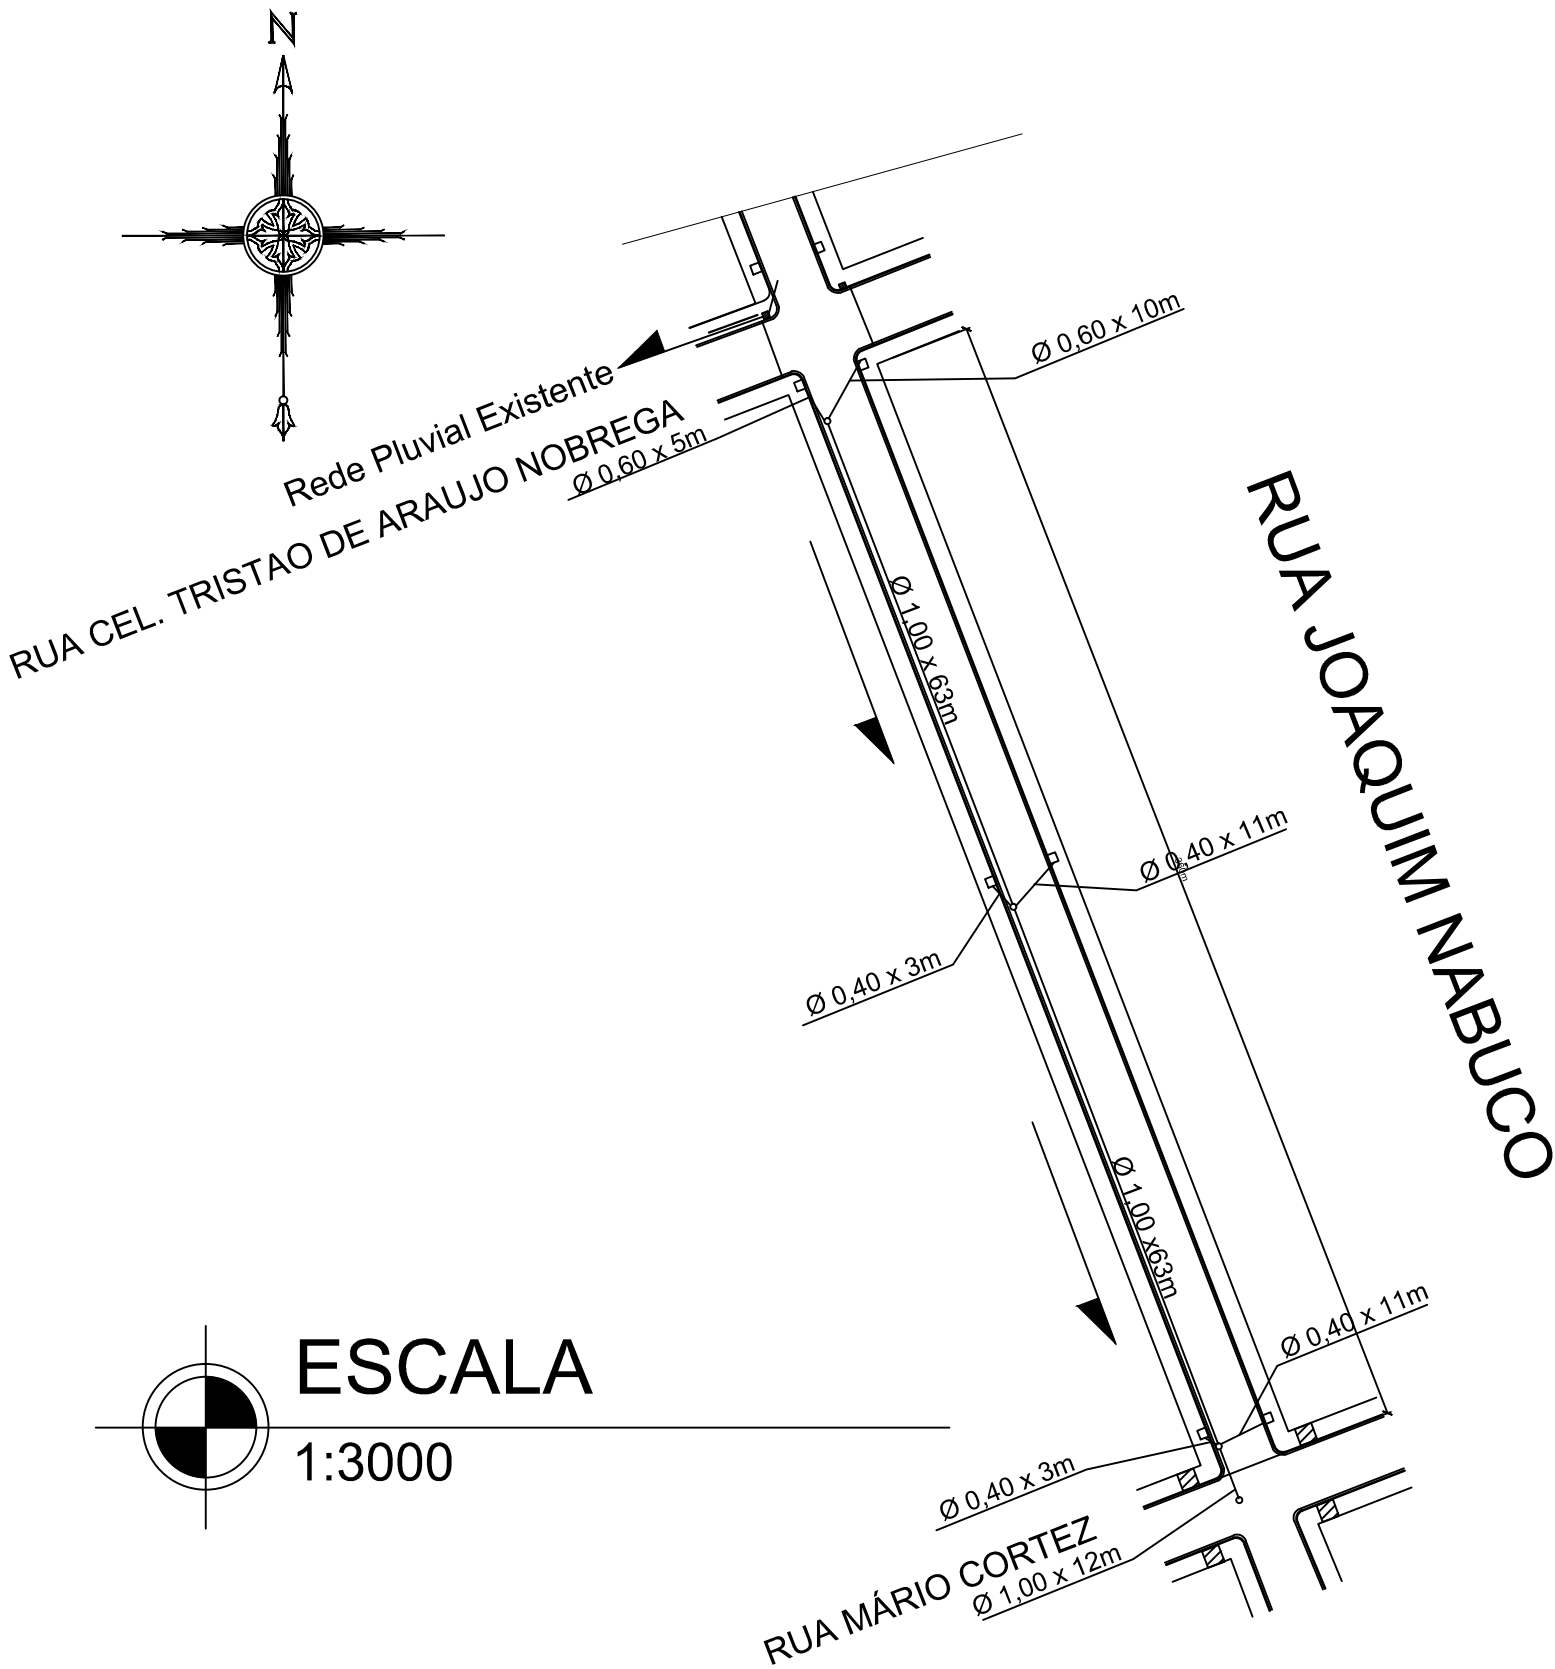 N
Ø 0,60 x 10m
Rede Pluvial Existente
RUA CEL. TRISTAO DE ARAUJO NOBREGA
Ø 0,60 x 5m
RUA JOAQUIM NABUCO
Ø 1,00 x 63m
Ø 0,40 x 11m
Ø 0,40 x 3m
Ø 1,00 x63m
Ø 0,40 x 11m
ESCALA
1:3000
Ø 0,40 x 3m
RUA MÁRIO CORTEZ
Ø 1,00 x 12m